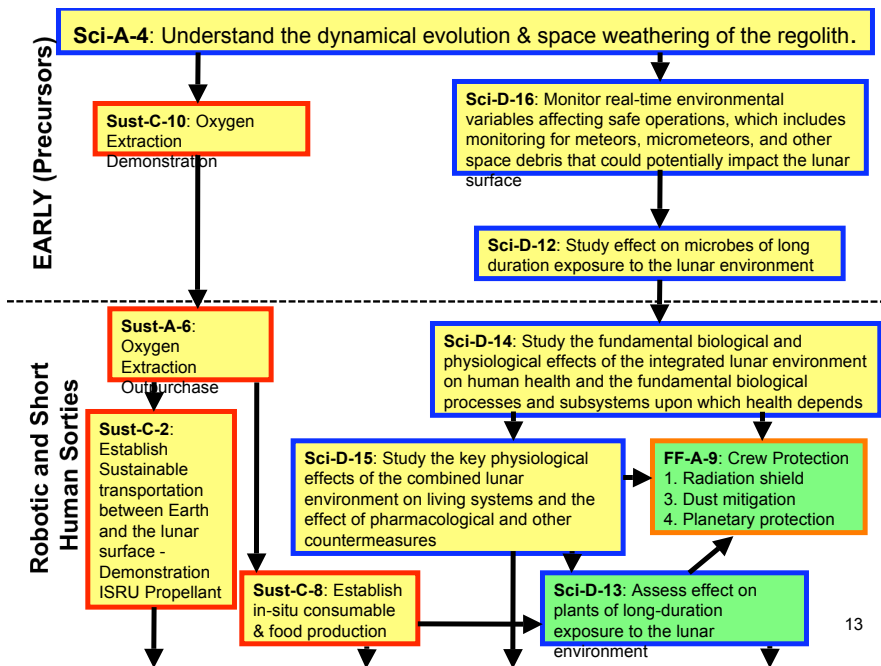 Sci-A-4: Understand the dynamical evolution & space weathering of the regolith.
EARLY (Precursors)
Sust-C-10: Oxygen
Extraction
Demonstration
Sci-D-16: Monitor real-time environmental
variables affecting safe operations, which includes
monitoring for meteors, micrometeors, and other
space debris that could potentially impact the lunar
surface
Sci-D-12: Study effect on microbes of long
duration exposure to the lunar environment
Robotic and Short
Human Sorties
Sust-A-6:
Oxygen
Extraction
Outpurchase
Sci-D-14: Study the fundamental biological and
physiological effects of the integrated lunar environment
on human health and the fundamental biological
processes and subsystems upon which health depends
Sust-C-2:
Establish
Sustainable
transportation
between Earth
and the lunar
surface -
Demonstration
ISRU Propellant
Sci-D-15: Study the key physiological
effects of the combined lunar
environment on living systems and the
effect of pharmacological and other
countermeasures
FF-A-9: Crew Protection
1. Radiation shield
3. Dust mitigation
4. Planetary protection
Sust-C-8: Establish
in-situ consumable
& food production
Sci-D-13: Assess effect on
plants of long-duration
exposure to the lunar
environment
13